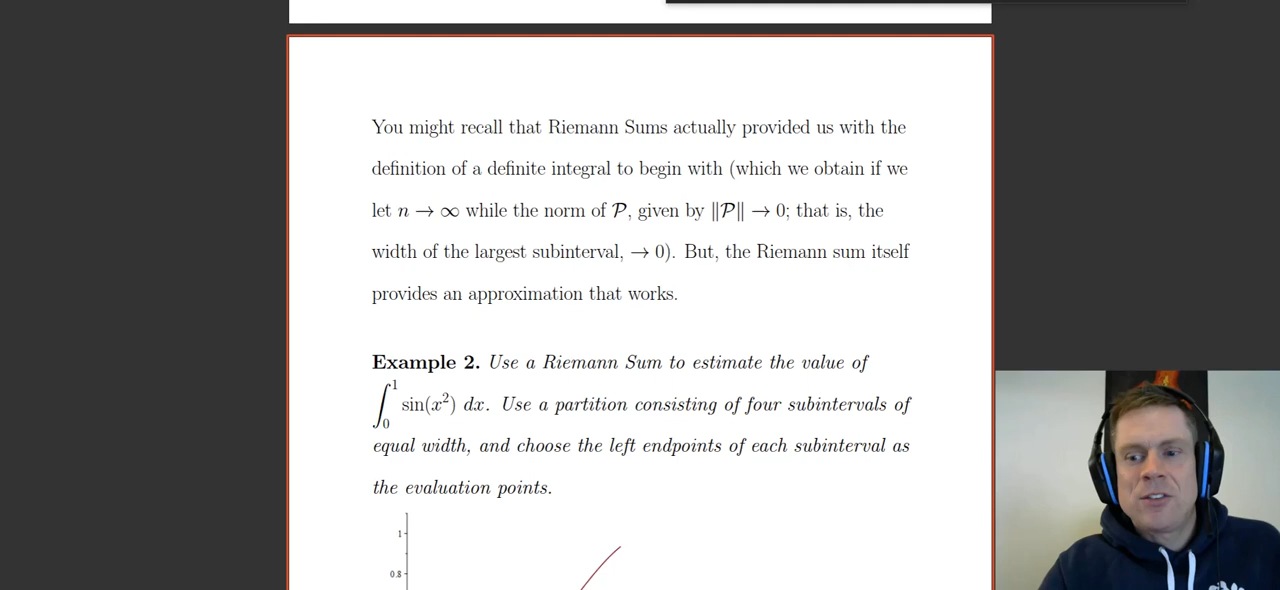 You might recall that Riemann Sums actually provided us with the
definition of a definite integral to begin with (which we obtain if we
let n → ∞ while the norm of 𝒫, given by ‖𝒫‖ → 0; that is, the
width of the largest subinterval, → 0). But, the Riemann sum itself
provides an approximation that works.
Example 2. Use a Riemann Sum to estimate the value of
∫₀¹ sin(x²) dx. Use a partition consisting of four subintervals of
equal width, and choose the left endpoints of each subinterval as
the evaluation points.
1
0.8